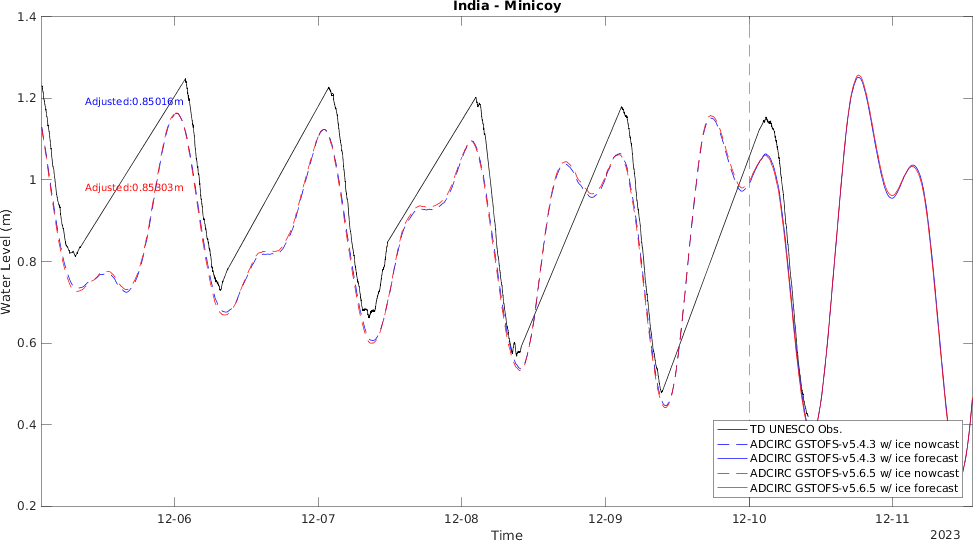 India - Minicoy
1.4
1.2
1
0.8
0.6
0.4
0.2
Water Level (m)
Adjusted:0.85016m
Adjusted:0.85303m
TD UNESCO Obs.
ADCIRC GSTOFS-v5.4.3 w/ ice nowcast
ADCIRC GSTOFS-v5.4.3 w/ ice forecast
ADCIRC GSTOFS-v5.6.5 w/ ice nowcast
ADCIRC GSTOFS-v5.6.5 w/ ice forecast
12-06
12-07
12-08
12-09
12-10
12-11
Time
2023